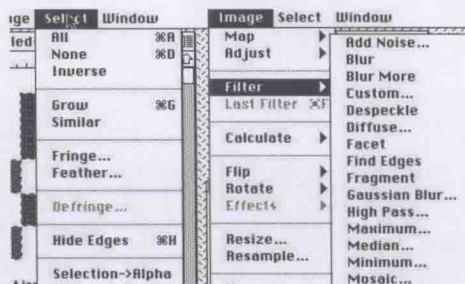 Select Window
All ⌘A
None ⌘D
Inverse
Grow ⌘G
Similar
Fringe...
Feather...
Defringe...
Hide Edges ⌘H
Selection->Alpha
Image Select Window
Map
Adjust
Filter
Last Filter ⌘F
Calculate
Flip
Rotate
Effects
Resize...
Resample...
Add Noise...
Blur
Blur More
Custom...
Despeckle
Diffuse...
Facet
Find Edges
Fragment
Gaussian Blur...
High Pass...
Maximum...
Median...
Minimum...
Mosaic...